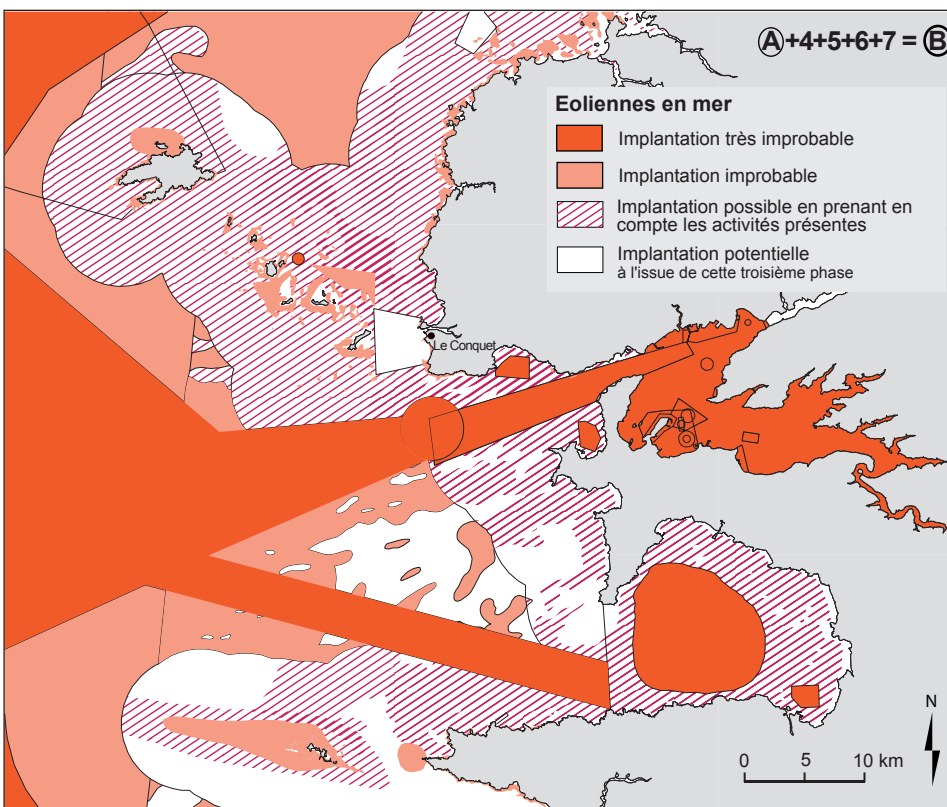 Ⓐ+4+5+6+7 = Ⓑ
Eoliennes en mer
Implantation très improbable
Implantation improbable
Implantation possible en prenant en
compte les activités présentes
Implantation potentielle
à l'issue de cette troisième phase
Le Conquet
N
0 5 10 km